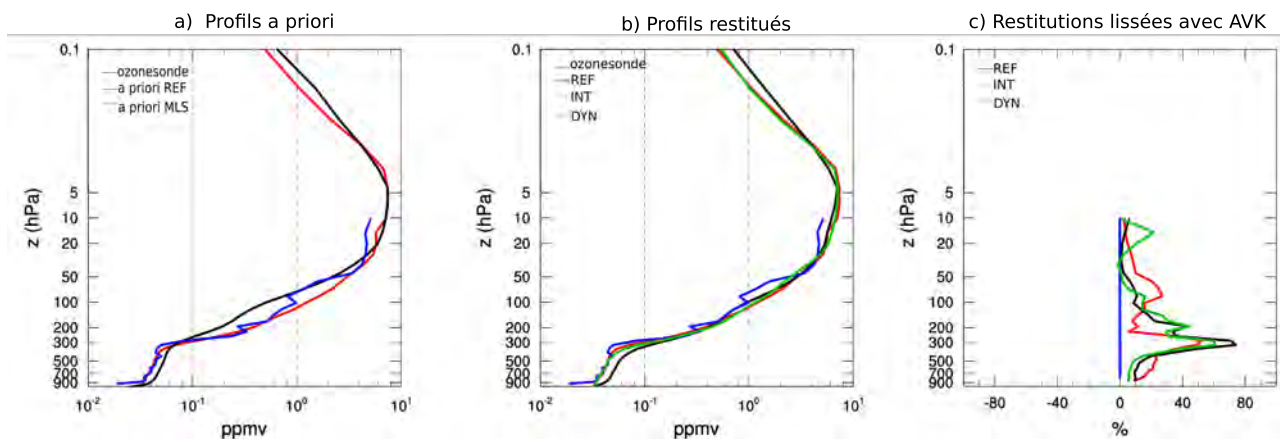 a) Profils a priori
b) Profils restitués
c) Restitutions lissées avec AVK
0.1
5
10
20
50
100
200
300
500
900
z (hPa)
10-2
10-1
100
101
ppmv
ozonesonde
a priori REF
a priori MLS
0.1
5
10
20
50
100
200
300
500
900
z (hPa)
10-2
10-1
100
101
ppmv
ozonesonde
REF
INT
DYN
0.1
5
10
20
50
100
200
300
500
900
z (hPa)
-80
-40
0
40
80
100
%
REF
INT
DYN